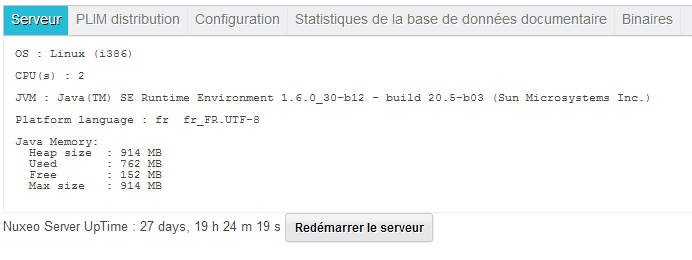 Serveur PLIM distribution Configuration Statistiques de la base de données documentaire Binaires
OS : Linux (i386)
CPU(s) : 2
JVM : Java(TM) SE Runtime Environment 1.6.0_30-b12 - build 20.5-b03 (Sun Microsystems Inc.)
Platform language : fr  fr_FR.UTF-8
Java Memory:
Heap size : 914 MB
Used : 762 MB
Free : 152 MB
Max size : 914 MB
Nuxeo Server UpTime : 27 days, 19 h 24 m 19 s Redémarrer le serveur